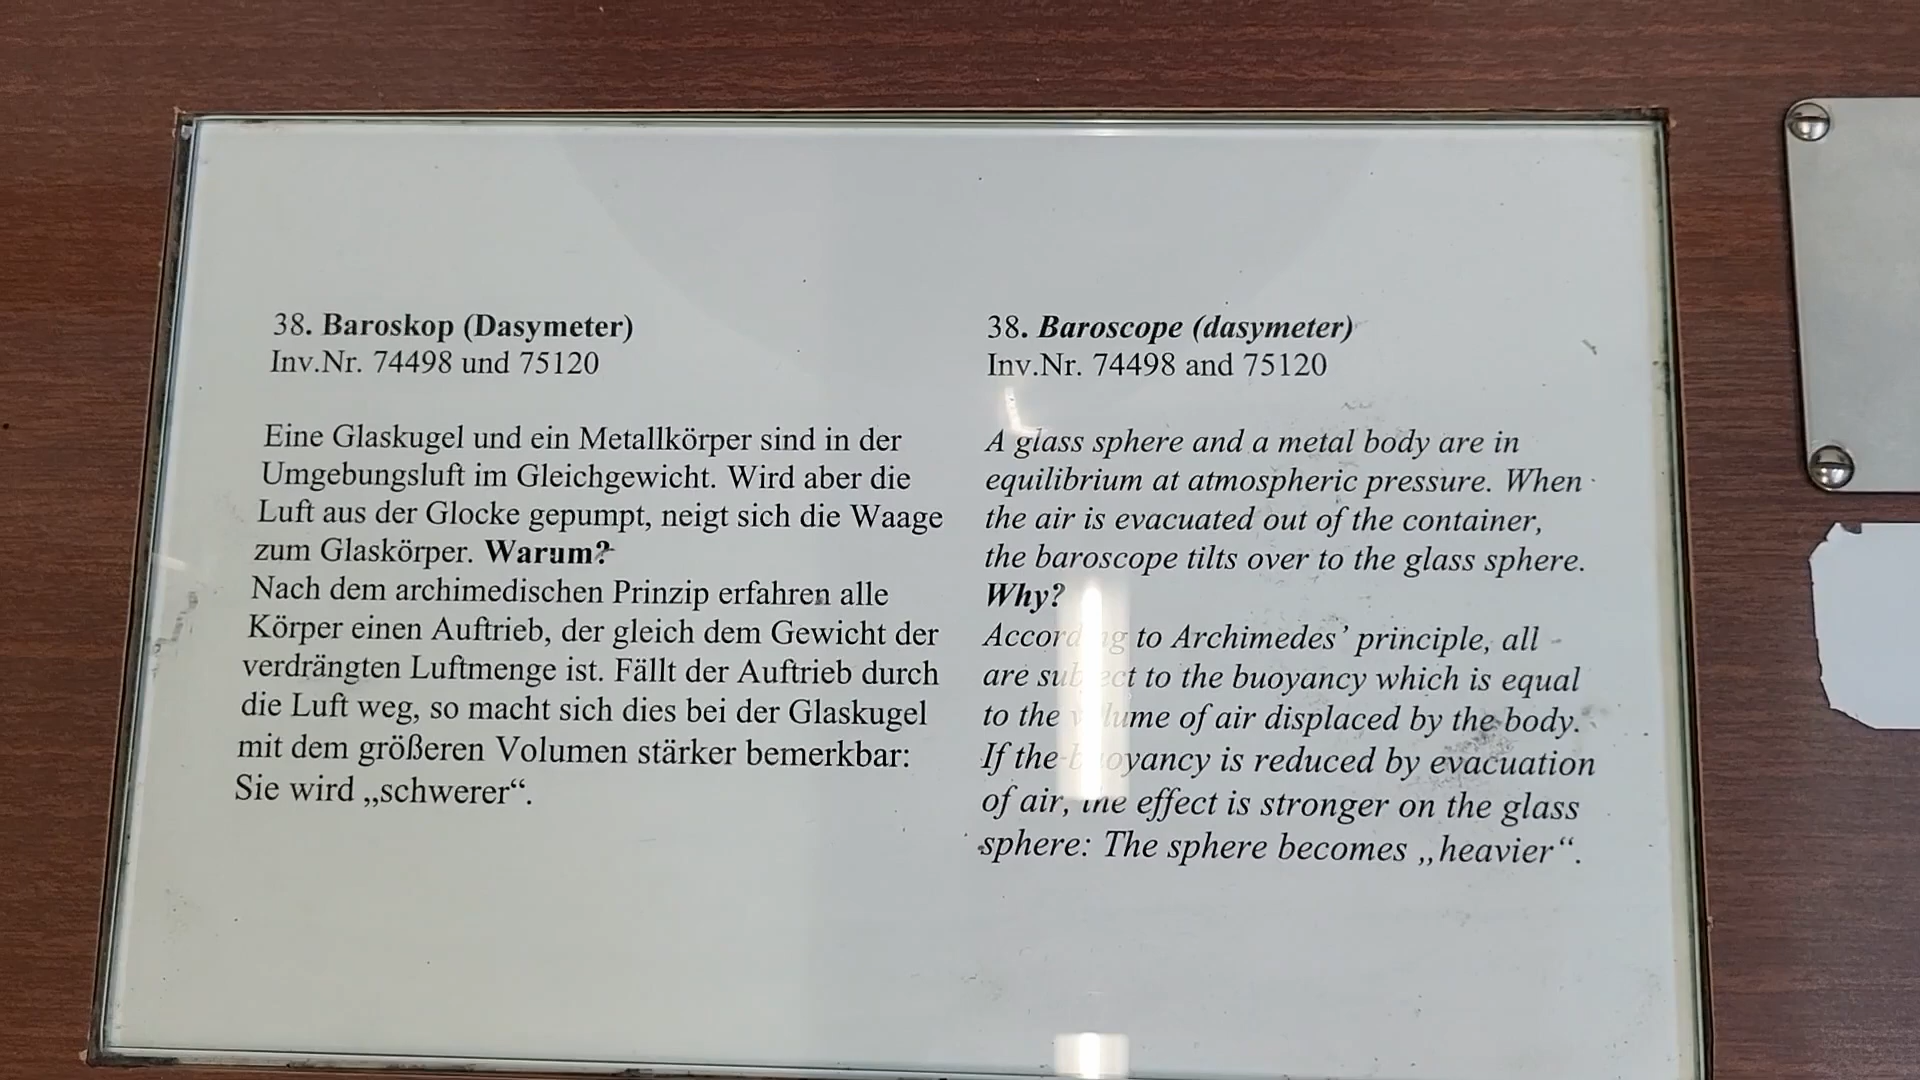 38. Baroskop (Dasymeter)
Inv.Nr. 74498 und 75120
Eine Glaskugel und ein Metallkörper sind in der
Umgebungsluft im Gleichgewicht. Wird aber die
Luft aus der Glocke gepumpt, neigt sich die Waage
zum Glaskörper. Warum?
Nach dem archimedischen Prinzip erfahren alle
Körper einen Auftrieb, der gleich dem Gewicht der
verdrängten Luftmenge ist. Fällt der Auftrieb durch
die Luft weg, so macht sich dies bei der Glaskugel
mit dem größeren Volumen stärker bemerkbar:
Sie wird „schwerer“.
38. Baroscope (dasymeter)
Inv.Nr. 74498 and 75120
A glass sphere and a metal body are in
equilibrium at atmospheric pressure. When
the air is evacuated out of the container,
the baroscope tilts over to the glass sphere.
Why?
According to Archimedes’ principle, all
are subject to the buoyancy which is equal
to the volume of air displaced by the body.
If the buoyancy is reduced by evacuation
of air, the effect is stronger on the glass
sphere: The sphere becomes „heavier“.